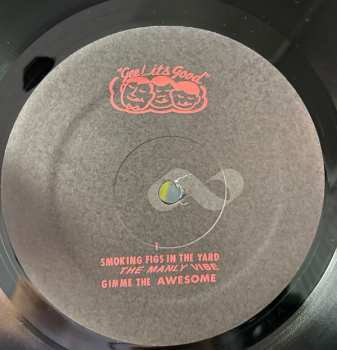 "Gee! it's Good"
SMOKING FIGS IN THE YARD
THE MANLY VIBE
GIMME THE AWESOME